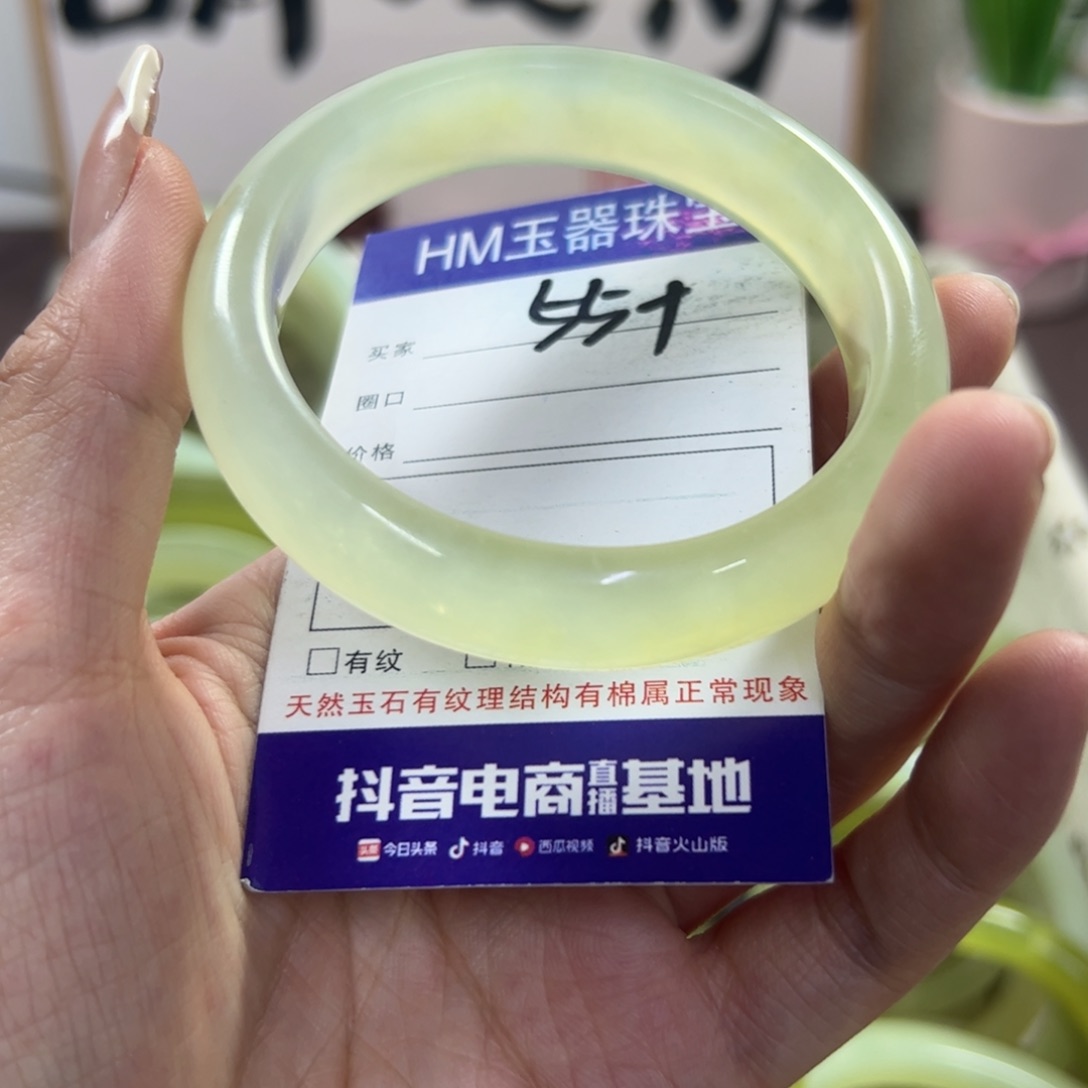 HM玉器珠宝
买家
圈口
价格
有纹
天然玉石有纹理结构有棉属正常现象
抖音电商直播基地
头条 今日头条 抖音 西瓜视频 抖音火山版